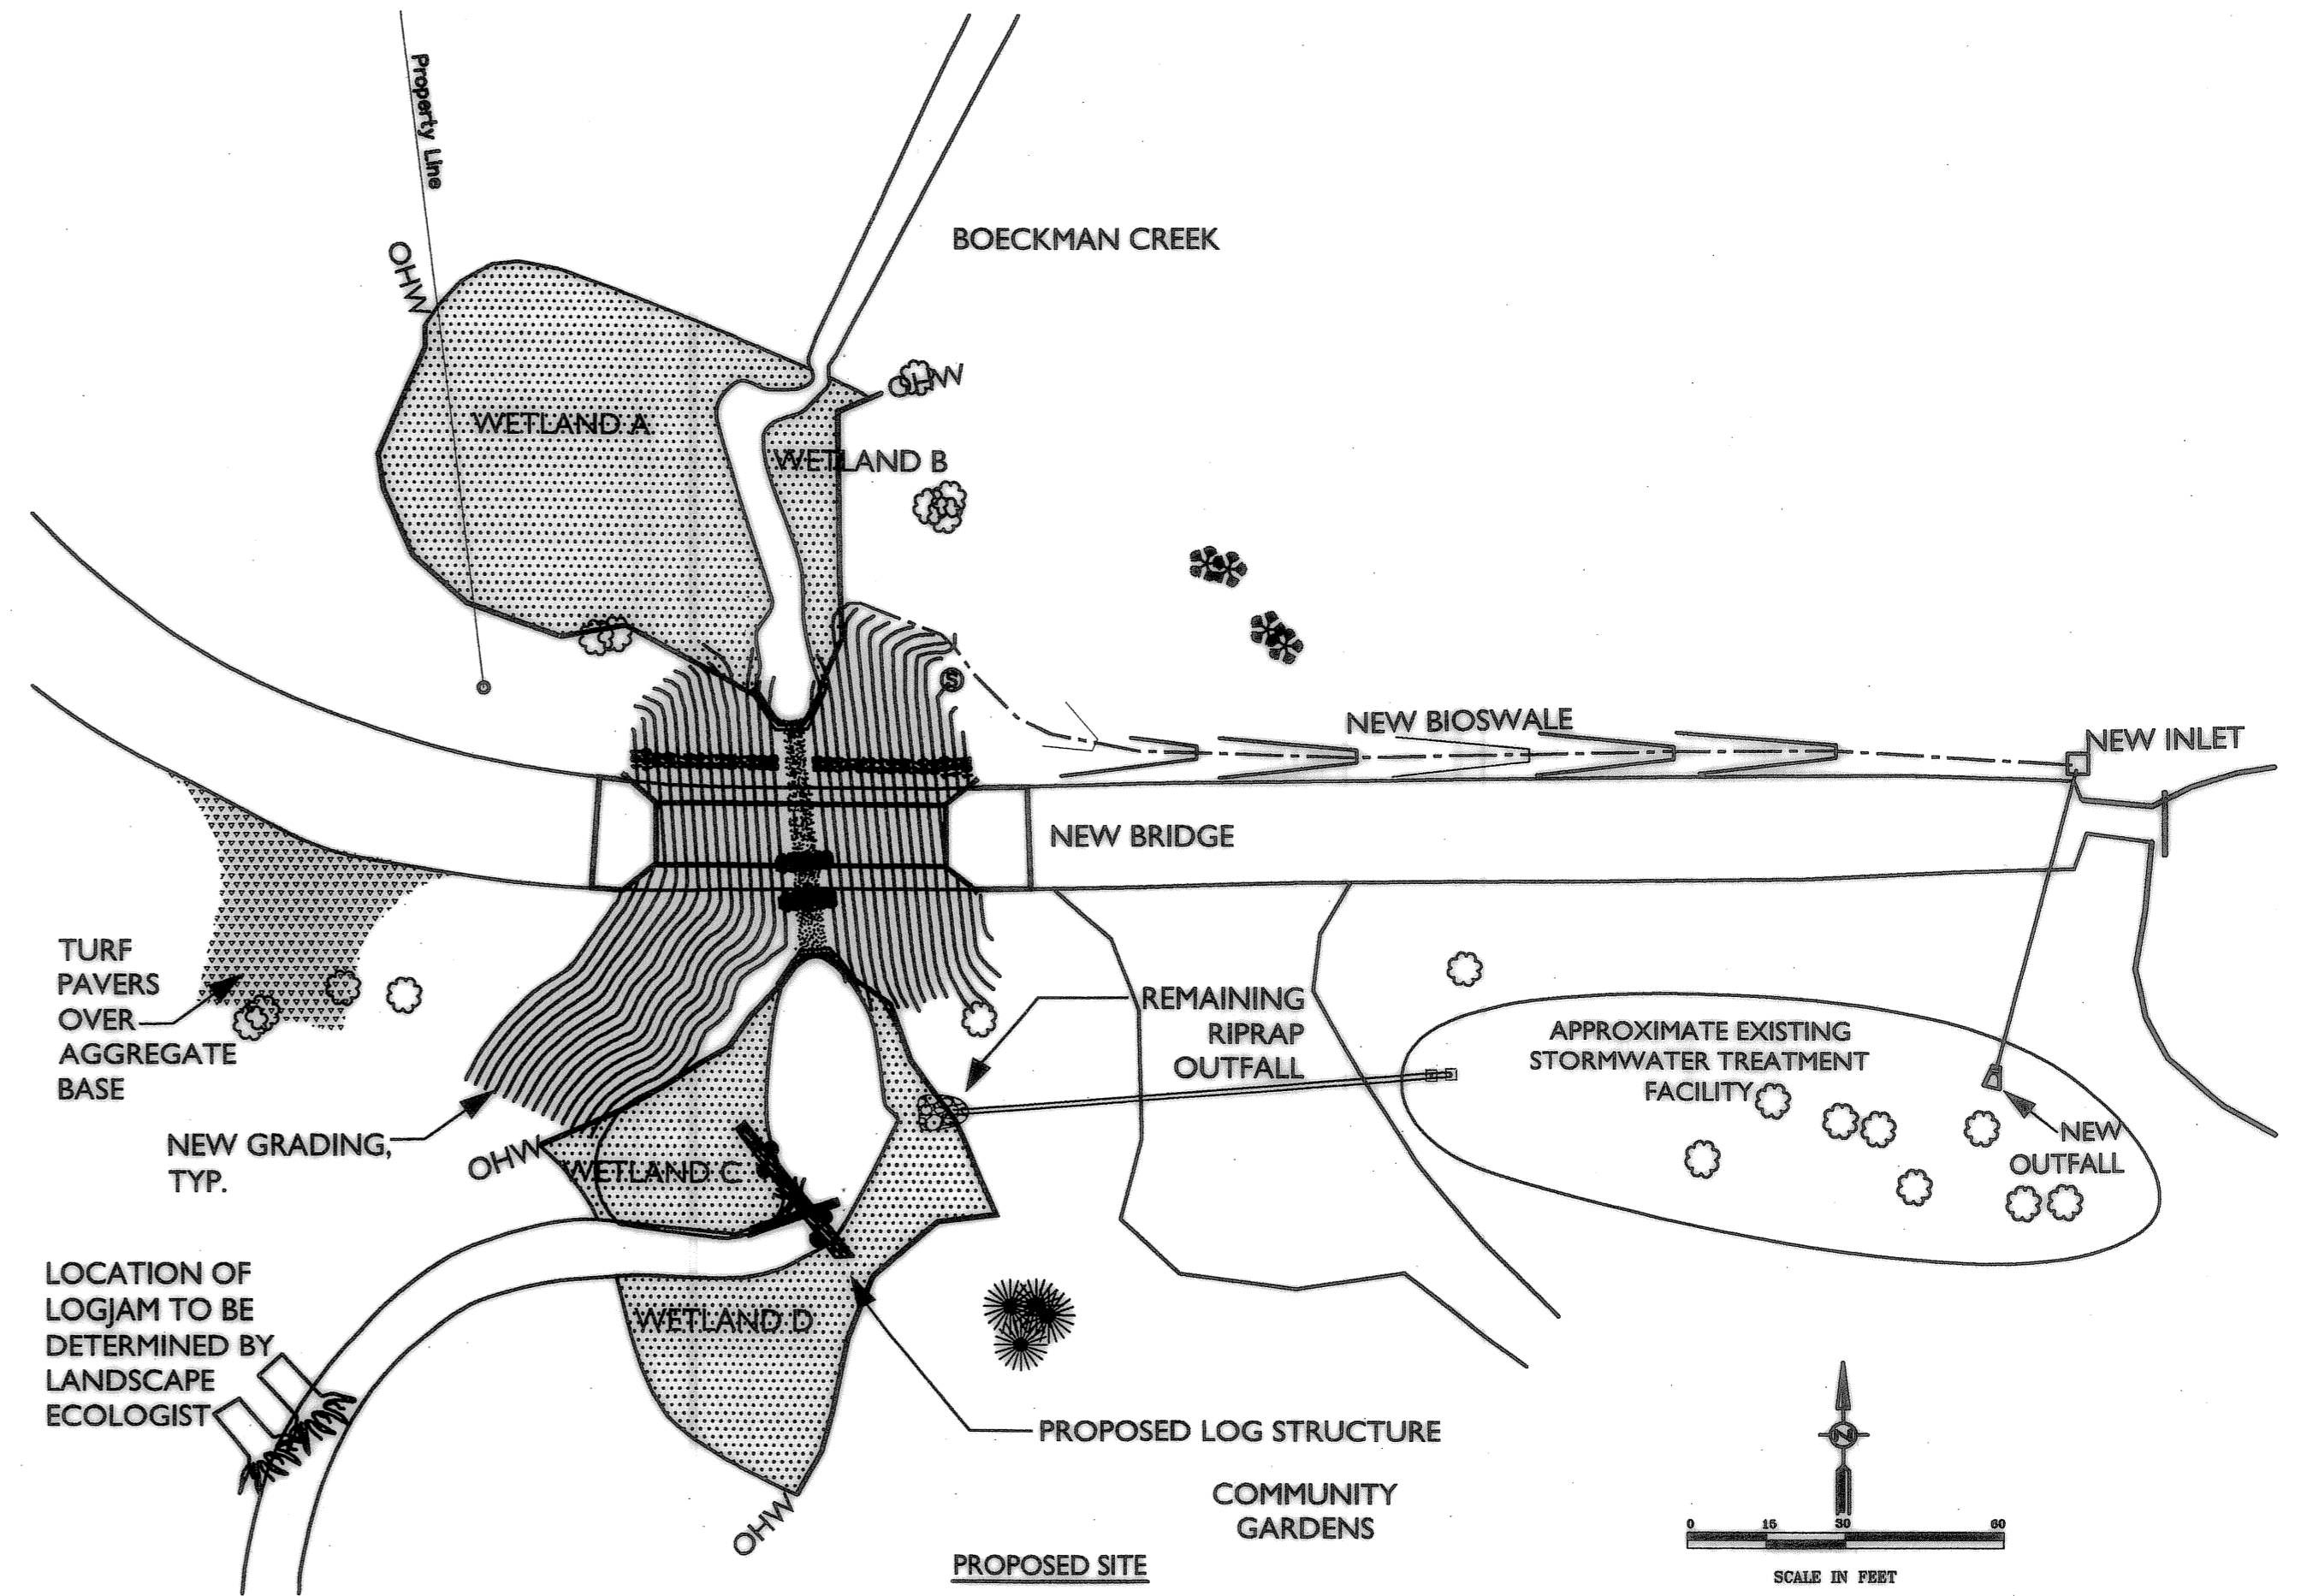 Property Line
OHW
BOECKMAN CREEK
OHW
WETLAND A
WETLAND B
S
NEW BIOSWALE
NEW INLET
NEW BRIDGE
TURF
PAVERS
OVER
AGGREGATE
BASE
REMAINING
RIPRAP
OUTFALL
APPROXIMATE EXISTING
STORMWATER TREATMENT
FACILITY
NEW
OUTFALL
NEW GRADING,
TYP.
OHW
WETLAND C
LOCATION OF
LOGJAM TO BE
DETERMINED BY
LANDSCAPE
ECOLOGIST
WETLAND D
PROPOSED LOG STRUCTURE
OHW
COMMUNITY
GARDENS
PROPOSED SITE
N
0 15 30 60
SCALE IN FEET